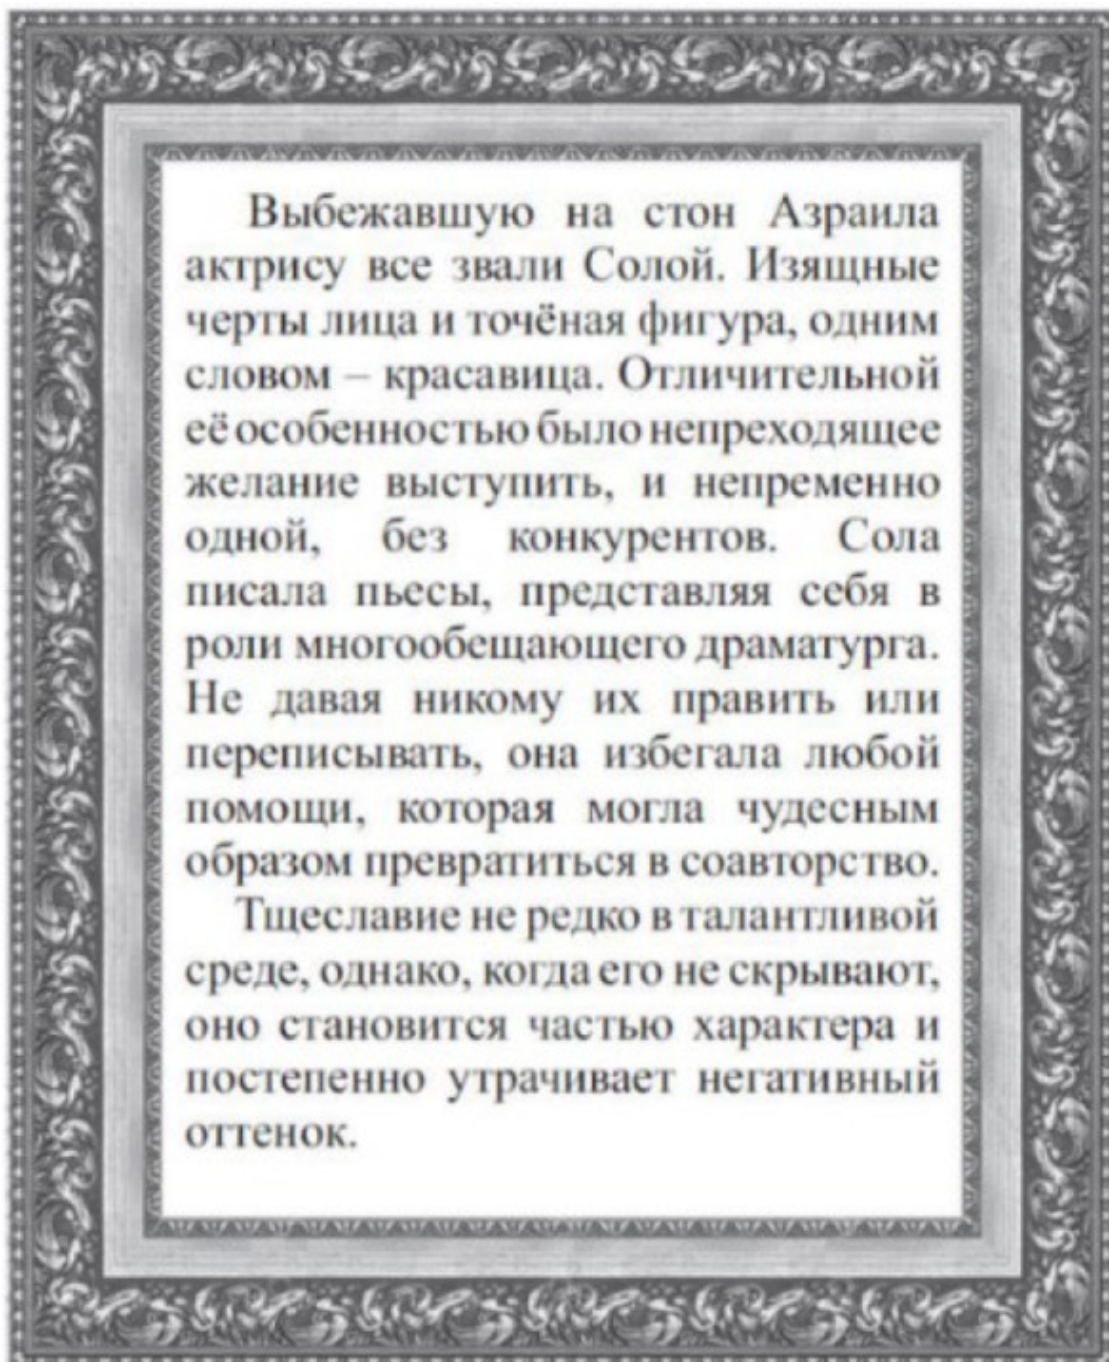 Выбежавшую на стон Азраила
актрису все звали Солой. Изящные
черты лица и точёная фигура, одним
словом – красавица. Отличительной
её особенностью было непреходящее
желание выступить, и непременно
одной, без конкурентов. Сола
писала пьесы, представляя себя в
роли многообещающего драматурга.
Не давая никому их править или
переписывать, она избегала любой
помощи, которая могла чудесным
образом превратиться в соавторство.
Тщеславие не редко в талантливой
среде, однако, когда его не скрывают,
оно становится частью характера и
постепенно утрачивает негативный
оттенок.